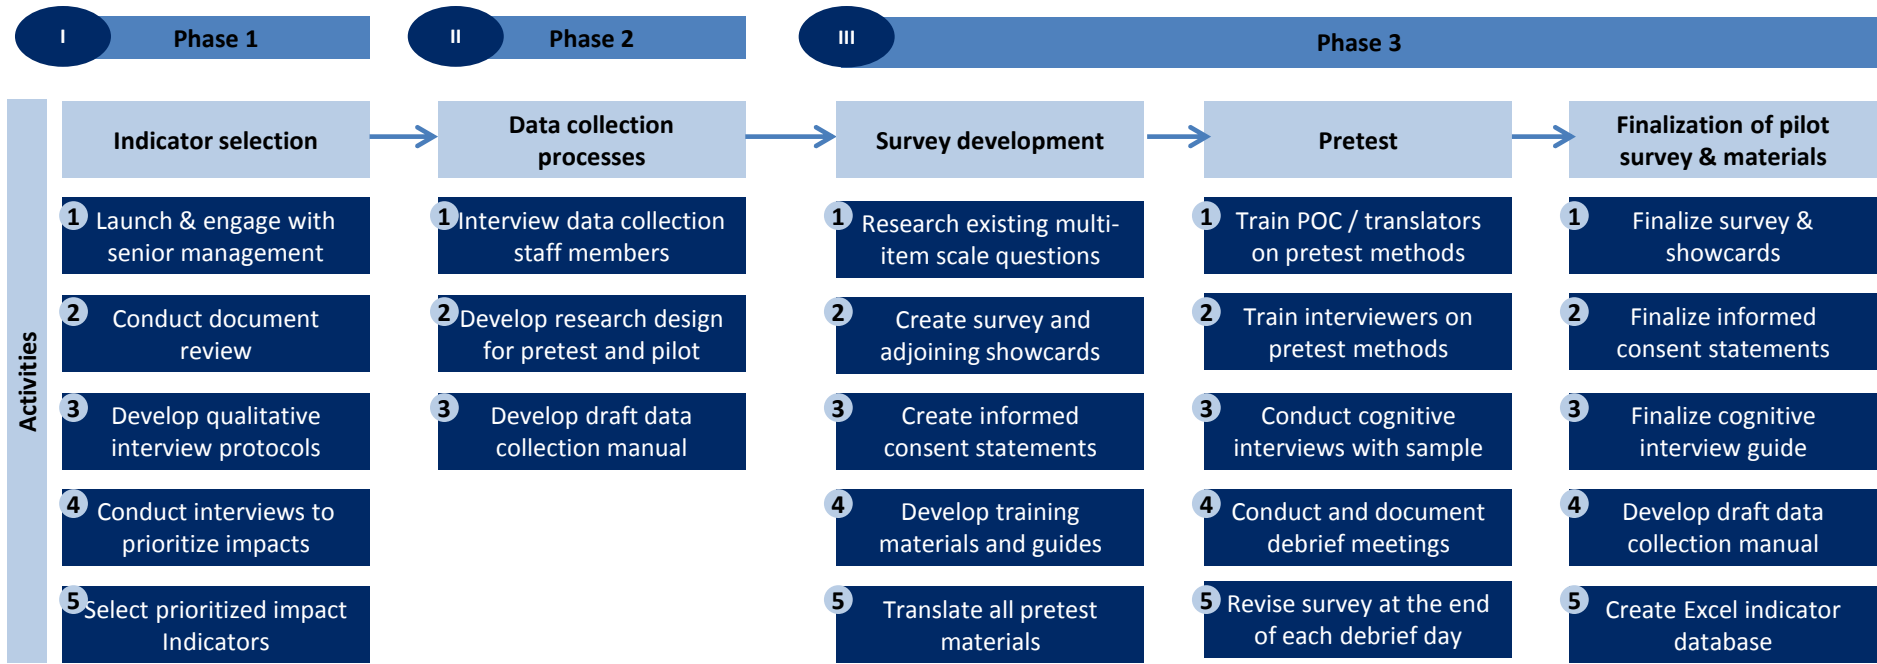 I
Phase 1
II
Phase 2
III
Phase 3
Activities
Indicator selection
1
Launch & engage with
senior management
2
Conduct document
review
3
Develop qualitative
interview protocols
4
Conduct interviews to
prioritize impacts
5
Select prioritized impact
Indicators
Data collection
processes
1
Interview data collection
staff members
2
Develop research design
for pretest and pilot
3
Develop draft data
collection manual
Survey development
1
Research existing multi-
item scale questions
2
Create survey and
adjoining showcards
3
Create informed
consent statements
4
Develop training
materials and guides
5
Translate all pretest
materials
Pretest
1
Train POC / translators
on pretest methods
2
Train interviewers on
pretest methods
3
Conduct cognitive
interviews with sample
4
Conduct and document
debrief meetings
5
Revise survey at the end
of each debrief day
Finalization of pilot
survey & materials
1
Finalize survey &
showcards
2
Finalize informed
consent statements
3
Finalize cognitive
interview guide
4
Develop draft data
collection manual
5
Create Excel indicator
database